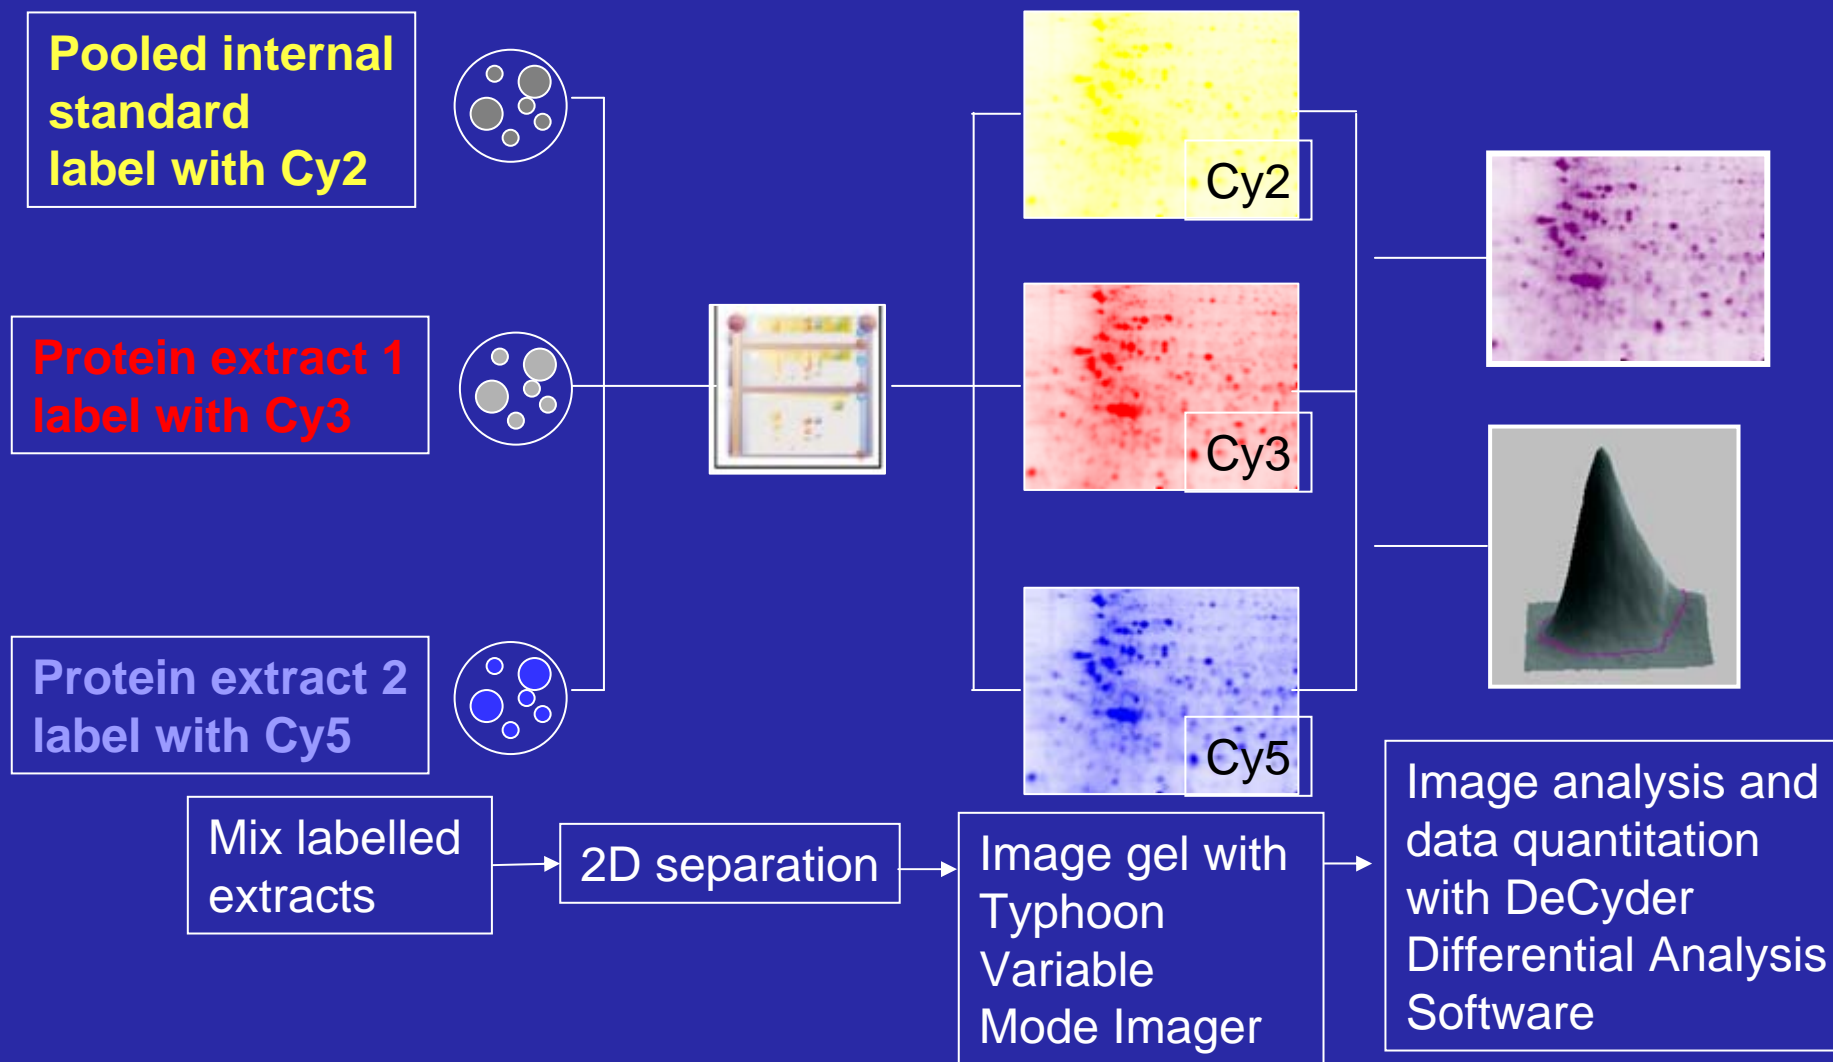 Pooled internal
standard
label with Cy2
Protein extract 1
label with Cy3
Protein extract 2
label with Cy5
Cy2
Cy3
Cy5
Mix labelled
extracts
2D separation
Image gel with
Typhoon
Variable
Mode Imager
Image analysis and
data quantitation
with DeCyder
Differential Analysis
Software